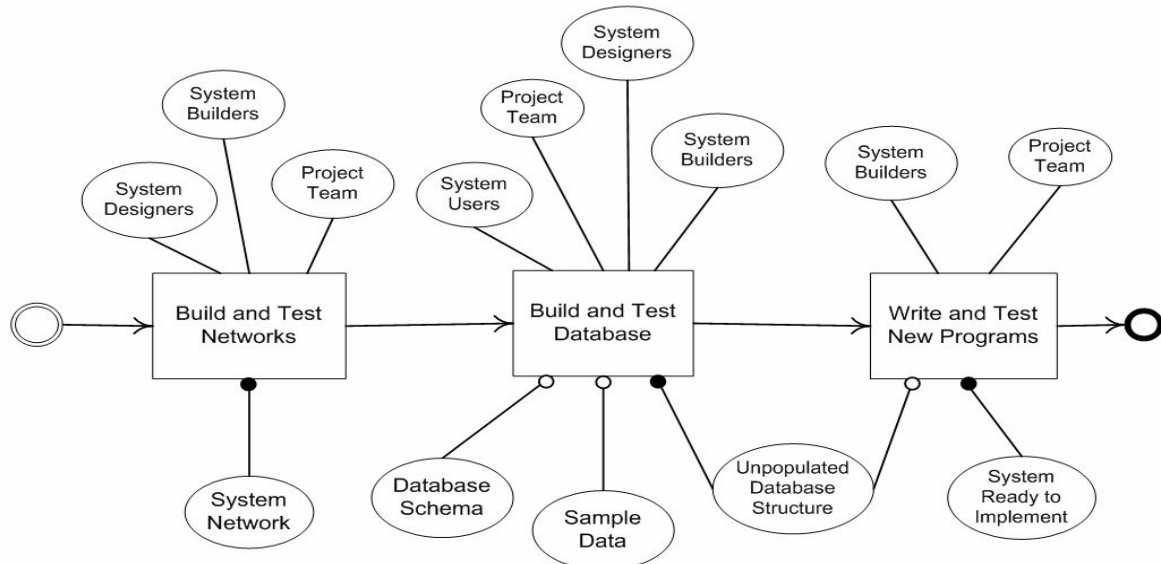 System
Designers
System
Builders
Project
Team
System
Users
Project
Team
System
Designers
System
Builders
System
Builders
Project
Team
Build and Test
Networks
Build and Test
Database
Write and Test
New Programs
System
Network
Database
Schema
Sample
Data
Unpopulated
Database
Structure
System
Ready to
Implement